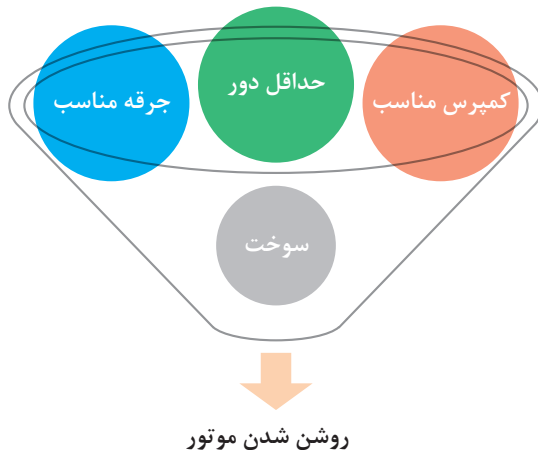 کمپرس مناسب
حداقل دور
جرقه مناسب
سوخت
روشن شدن موتور